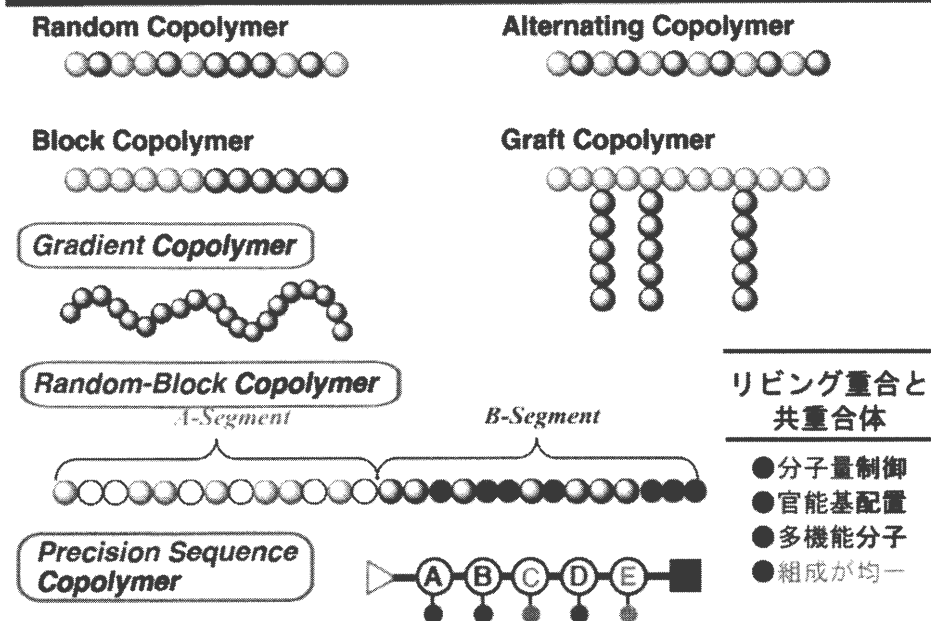 Random Copolymer
Alternating Copolymer
Block Copolymer
Graft Copolymer
Gradient Copolymer
Random-Block Copolymer
A-Segment
B-Segment
Precision Sequence
Copolymer
A B C D E
リビング重合と
共重合体
●分子量制御
●官能基配置
●多機能分子
●組成が均一